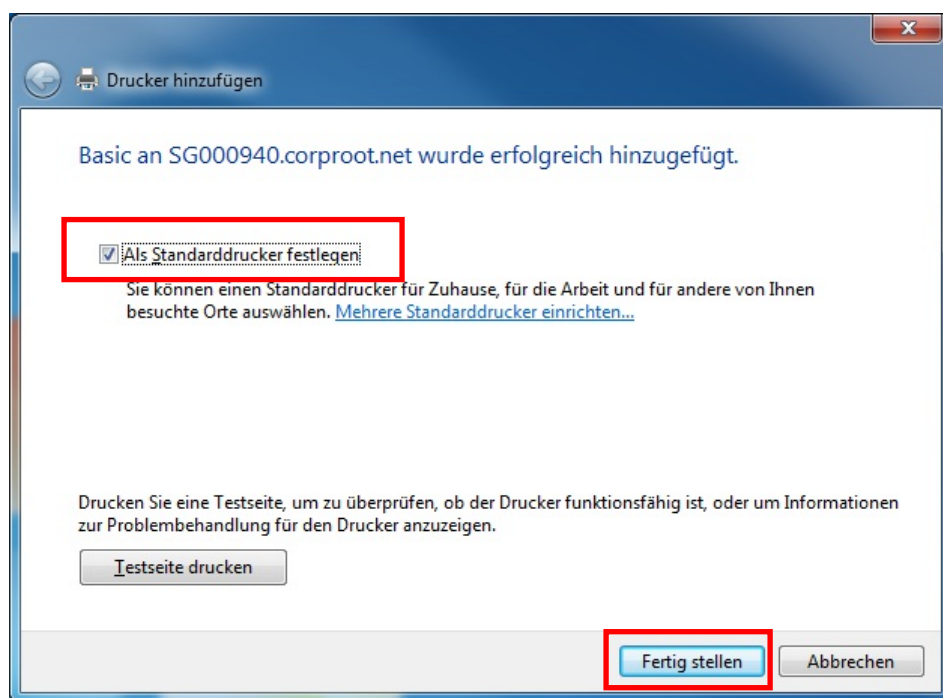 Drucker hinzufügen
Basic an SG000940.corproot.net wurde erfolgreich hinzugefügt.
Als Standarddrucker festlegen
Sie können einen Standarddrucker für Zuhause, für die Arbeit und für andere von Ihnen
besuchte Orte auswählen. Mehrere Standarddrucker einrichten...
Drucken Sie eine Testseite, um zu überprüfen, ob der Drucker funktionsfähig ist, oder um Informationen
zur Problembehandlung für den Drucker anzuzeigen.
Testseite drucken
Fertig stellen Abbrechen